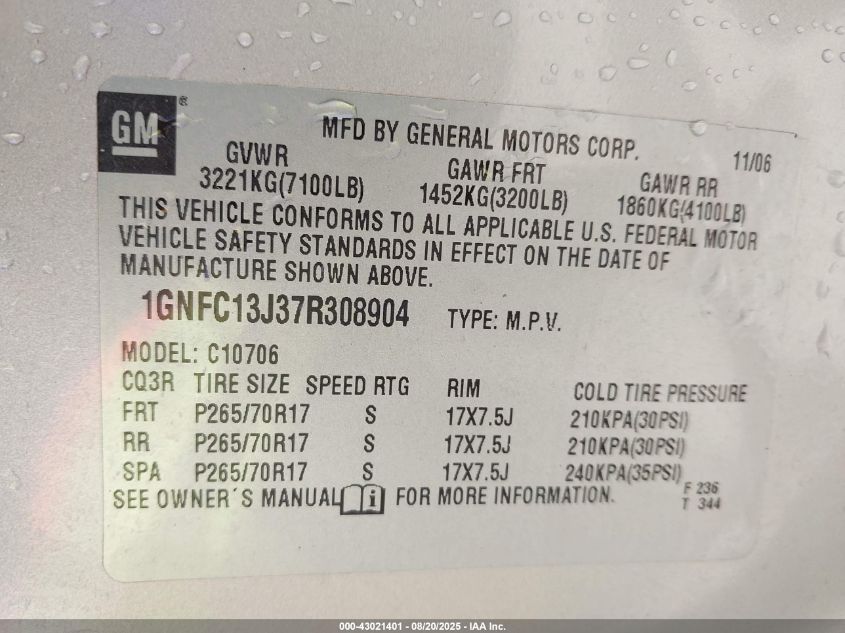 GM ®
MFD BY GENERAL MOTORS CORP. 11/06
GVWR GAWR FRT GAWR RR
3221KG(7100LB) 1452KG(3200LB) 1860KG(4100LB)
THIS VEHICLE CONFORMS TO ALL APPLICABLE U.S. FEDERAL MOTOR
VEHICLE SAFETY STANDARDS IN EFFECT ON THE DATE OF
MANUFACTURE SHOWN ABOVE.
1GNFC13J37R308904 TYPE: M.P.V.
MODEL: C10706
CQ3R TIRE SIZE SPEED RTG RIM COLD TIRE PRESSURE
FRT P265/70R17 S 17X7.5J 210KPA(30PSI)
RR P265/70R17 S 17X7.5J 210KPA(30PSI)
SPA P265/70R17 S 17X7.5J 240KPA(35PSI)
SEE OWNER´S MANUAL i FOR MORE INFORMATION. F 236
T 344
000-43021401 - 08/20/2025 - IAA Inc.